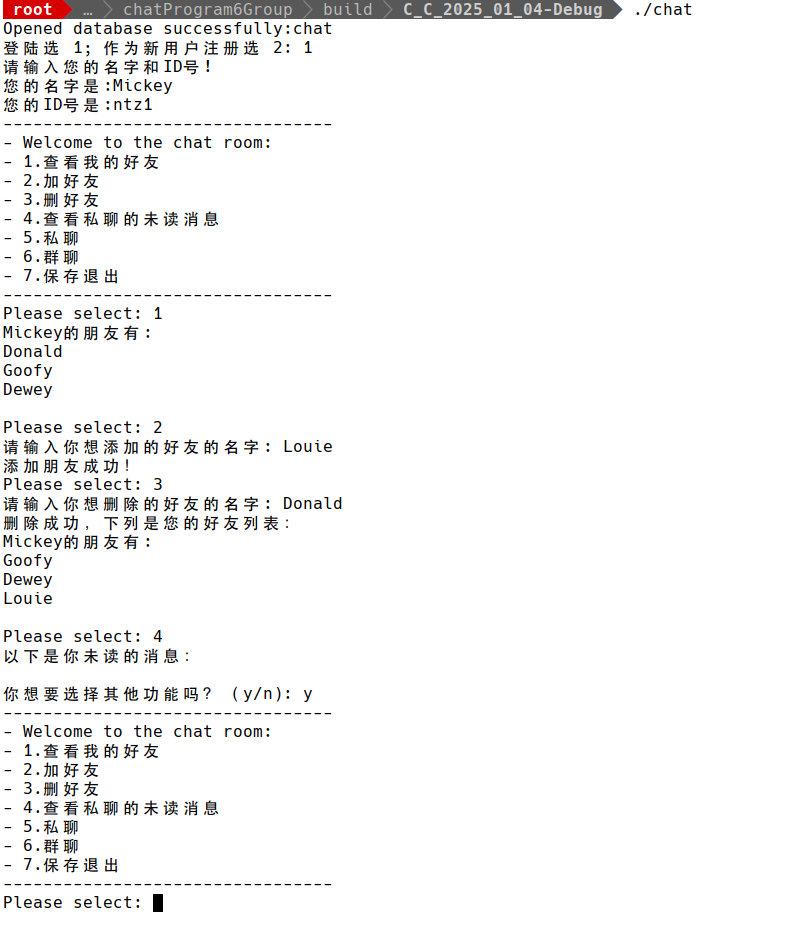 root … chatProgram6Group build C_C_2025_01_04-Debug ./chat
Opened database successfully:chat
登陆选 1；作为新用户注册选 2: 1
请输入您的名字和ID号！
您的名字是:Mickey
您的ID号是:ntz1
---------------------------------
- Welcome to the chat room:
- 1.查看我的好友
- 2.加好友
- 3.删好友
- 4.查看私聊的未读消息
- 5.私聊
- 6.群聊
- 7.保存退出
---------------------------------
Please select: 1
Mickey的朋友有：
Donald
Goofy
Dewey
Please select: 2
请输入你想添加的好友的名字: Louie
添加朋友成功！
Please select: 3
请输入你想删除的好友的名字: Donald
删除成功，下列是您的好友列表：
Mickey的朋友有：
Goofy
Dewey
Louie
Please select: 4
以下是你未读的消息：
你想要选择其他功能吗？（y/n): y
---------------------------------
- Welcome to the chat room:
- 1.查看我的好友
- 2.加好友
- 3.删好友
- 4.查看私聊的未读消息
- 5.私聊
- 6.群聊
- 7.保存退出
---------------------------------
Please select: